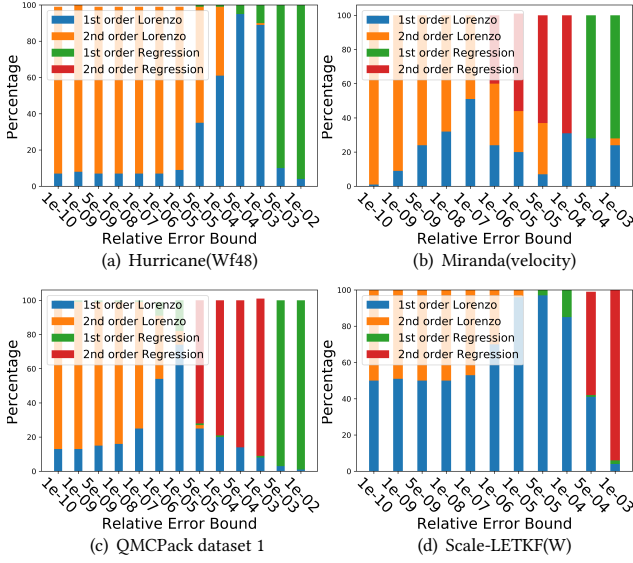 100
80
60
40
20
0
Percentage
1st order Lorenzo
2nd order Lorenzo
1st order Regression
2nd order Regression
1e-10 1e-09 5e-09 1e-08 1e-07 1e-06 1e-05 5e-05 1e-04 5e-04 1e-03 5e-03 1e-02
Relative Error Bound
(a) Hurricane(Wf48)
100
80
60
40
20
0
Percentage
1st order Lorenzo
2nd order Lorenzo
1st order Regression
2nd order Regression
1e-10 1e-09 5e-09 1e-08 1e-07 1e-06 1e-05 5e-05 1e-04 5e-04 1e-03
Relative Error Bound
(b) Miranda(velocity)
100
80
60
40
20
0
Percentage
1st order Lorenzo
2nd order Lorenzo
1st order Regression
2nd order Regression
1e-10 1e-09 5e-09 1e-08 1e-07 1e-06 1e-05 5e-05 1e-04 5e-04 1e-03 5e-03 1e-02
Relative Error Bound
(c) QMCPack dataset 1
100
80
60
40
20
0
Percentage
1st order Lorenzo
2nd order Lorenzo
1st order Regression
2nd order Regression
1e-10 1e-09 5e-09 1e-08 1e-07 1e-06 1e-05 5e-05 1e-04 5e-04 1e-03
Relative Error Bound
(d) Scale-LETKF(W)